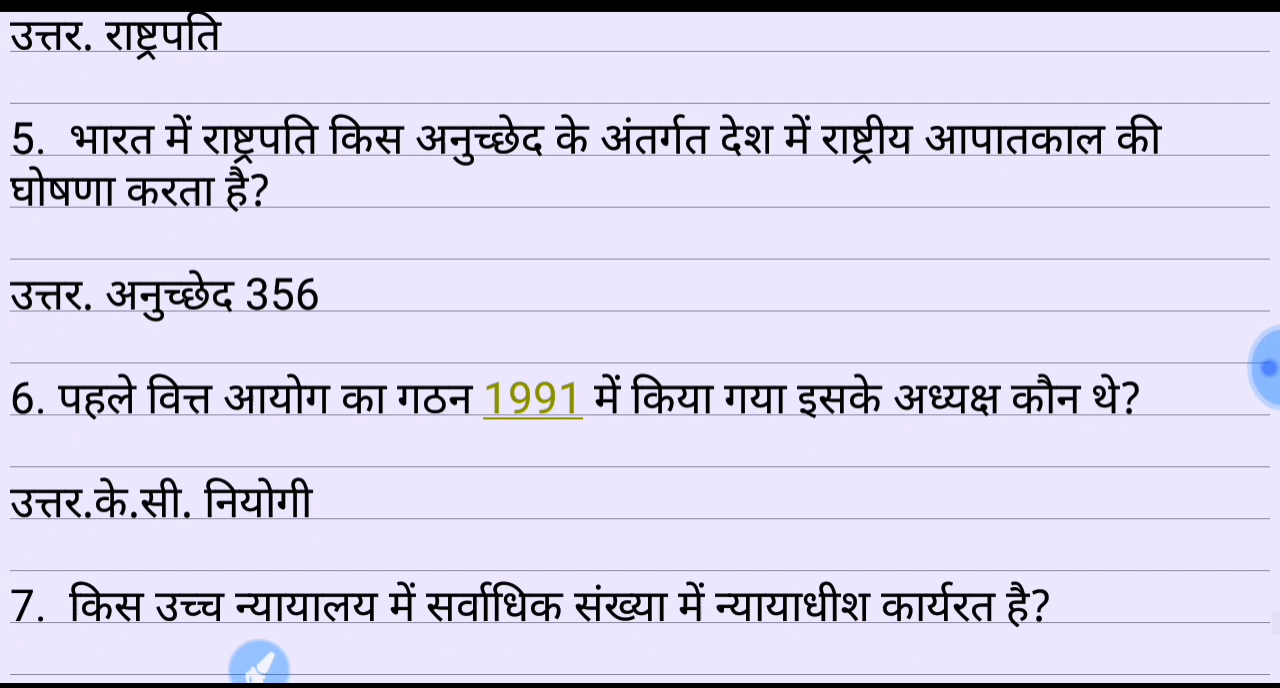 उत्तर. राष्ट्रपति
5. भारत में राष्ट्रपति किस अनुच्छेद के अंतर्गत देश में राष्ट्रीय आपातकाल की
घोषणा करता है?
उत्तर. अनुच्छेद 356
6. पहले वित्त आयोग का गठन 1991 में किया गया इसके अध्यक्ष कौन थे?
उत्तर.के.सी. नियोगी
7. किस उच्च न्यायालय में सर्वाधिक संख्या में न्यायाधीश कार्यरत है?